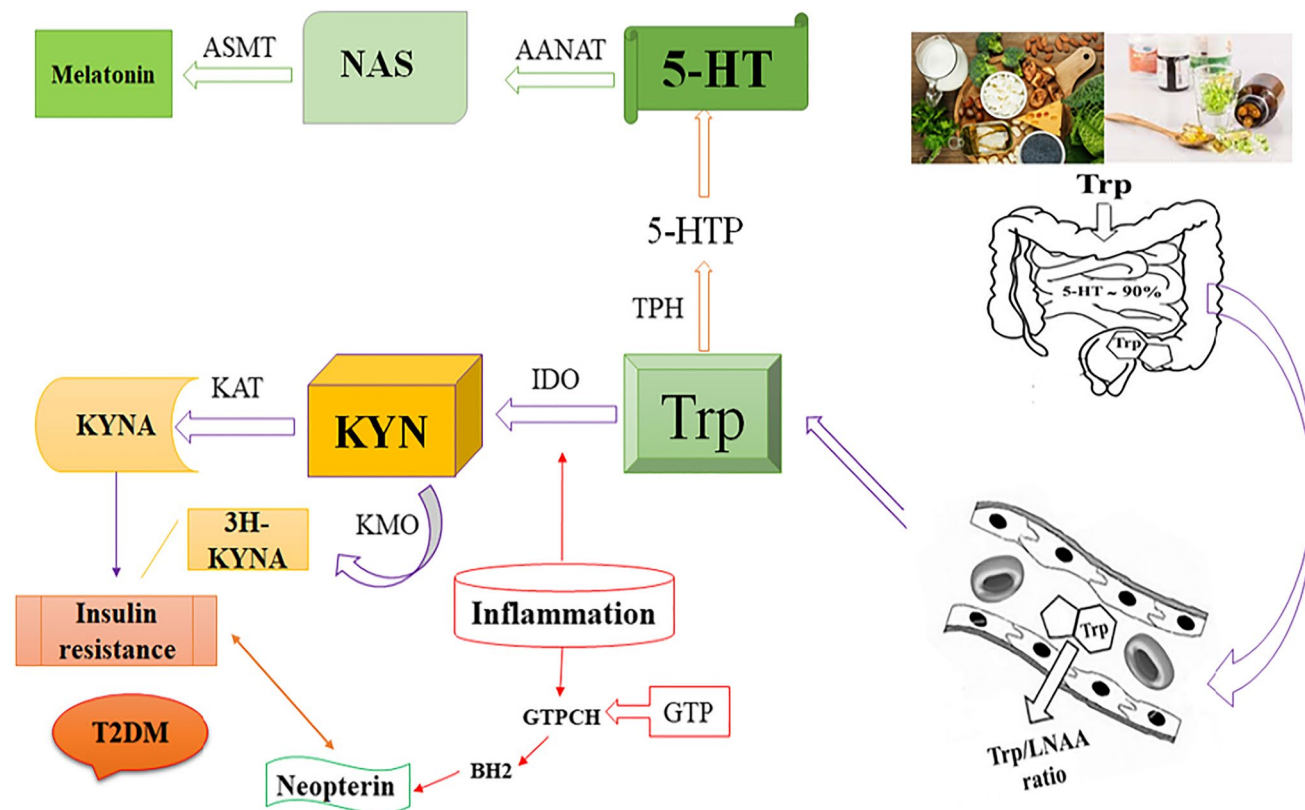 Melatonin
ASMT
NAS
AANAT
5-HT
Trp
5-HT ~ 90%
Trp
5-HTP
TPH
KYNA
KAT
KYN
IDO
Trp
3H-
KYNA
KMO
Inflammation
Insulin
resistance
Trp
Trp/LNAA
ratio
GTPCH
GTP
T2DM
BH2
Neopterin